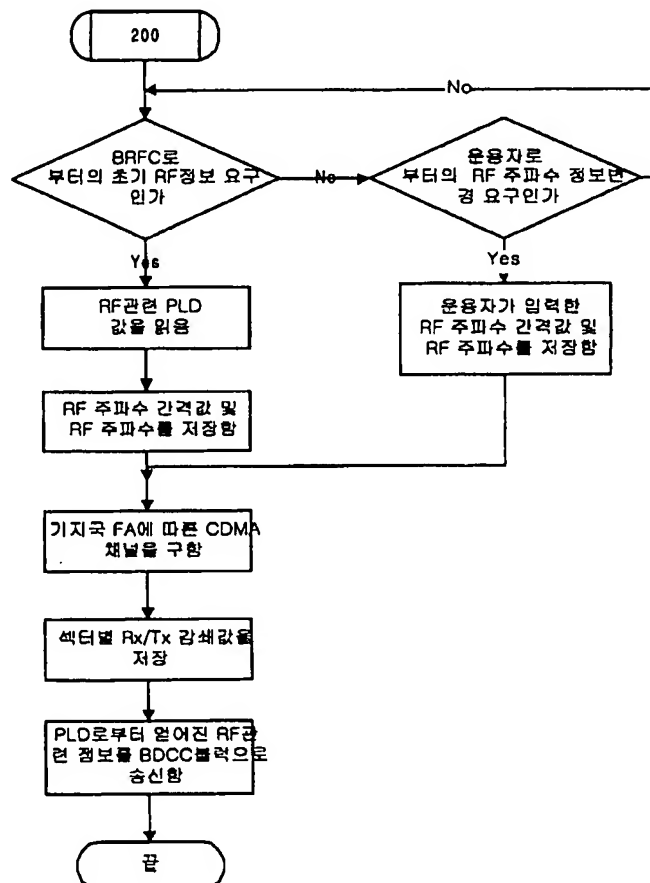 200
No
BRFC로
부터의 초기 RF정보 요구
인가
No
운용자로
부터의 RF 주파수 정보변
경 요구인가
Yes
Yes
RF관련 PLD
값을 읽음
운용자가 입력한
RF 주파수 간격값 및
RF 주파수를 저장함
RF 주파수 간격값 및
RF 주파수를 저장함
기지국 FA에 따른 CDMA
채널을 구함
섹터별 Rx/Tx 감쇄값을
저장
PLD로부터 얻어진 RF관
련 정보를 BDCC블럭으로
송신함
끝